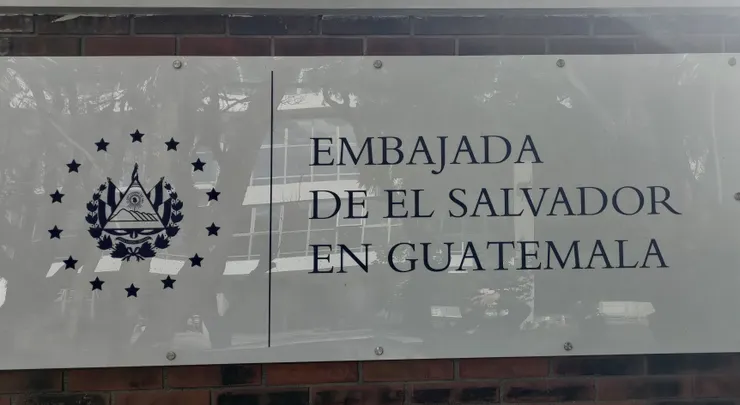 EMBAJADA
DE EL SALVADOR
EN GUATEMALA